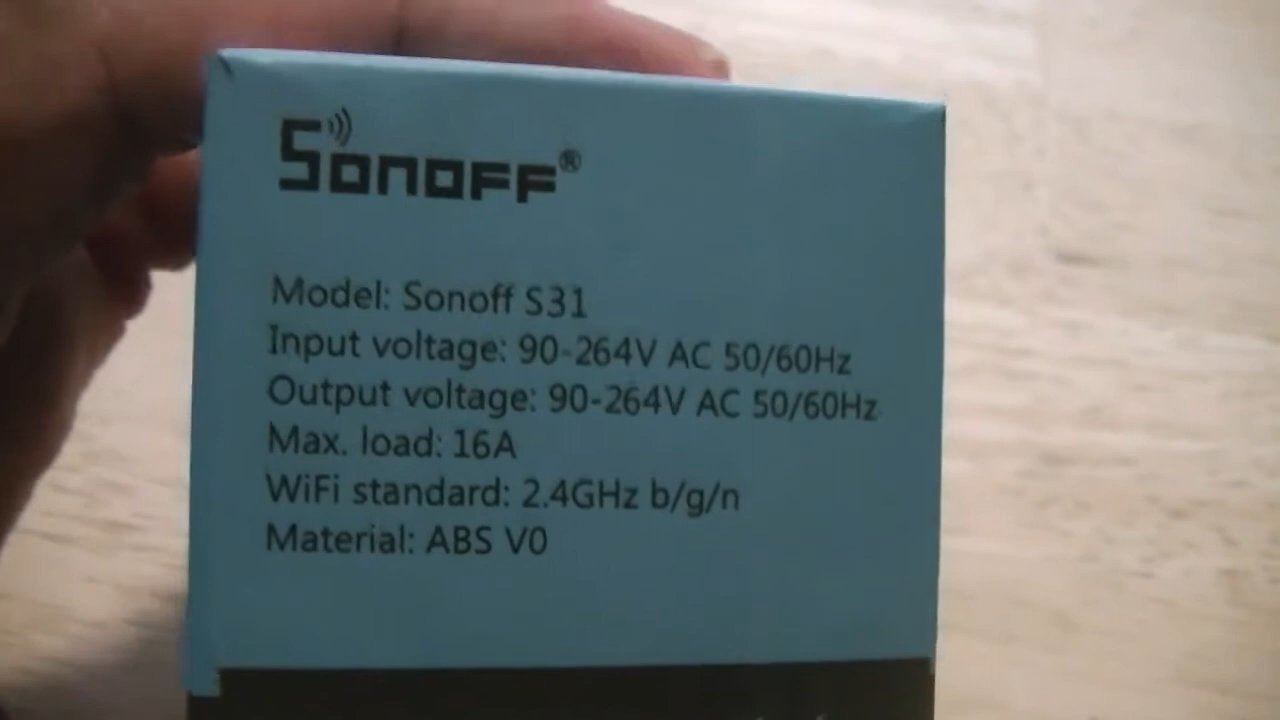 SONOFF®
Model: Sonoff S31
Input voltage: 90-264V AC 50/60Hz
Output voltage: 90-264V AC 50/60Hz
Max. load: 16A
WiFi standard: 2.4GHz b/g/n
Material: ABS V0